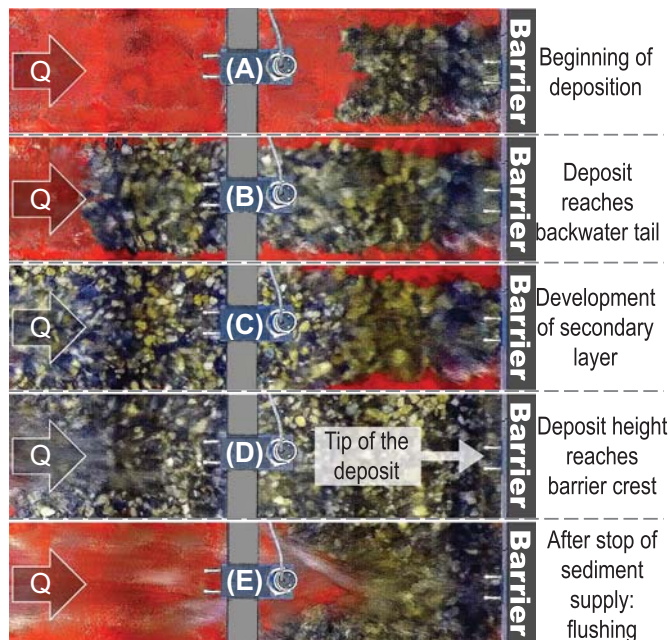 Q
(A)
Barrier
Beginning of
deposition
Q
(B)
Barrier
Deposit
reaches
backwater tail
Q
(C)
Barrier
Development
of secondary
layer
Q
(D)
Tip of the
deposit
Barrier
Deposit height
reaches
barrier crest
Q
(E)
Barrier
After stop of
sediment
supply:
flushing